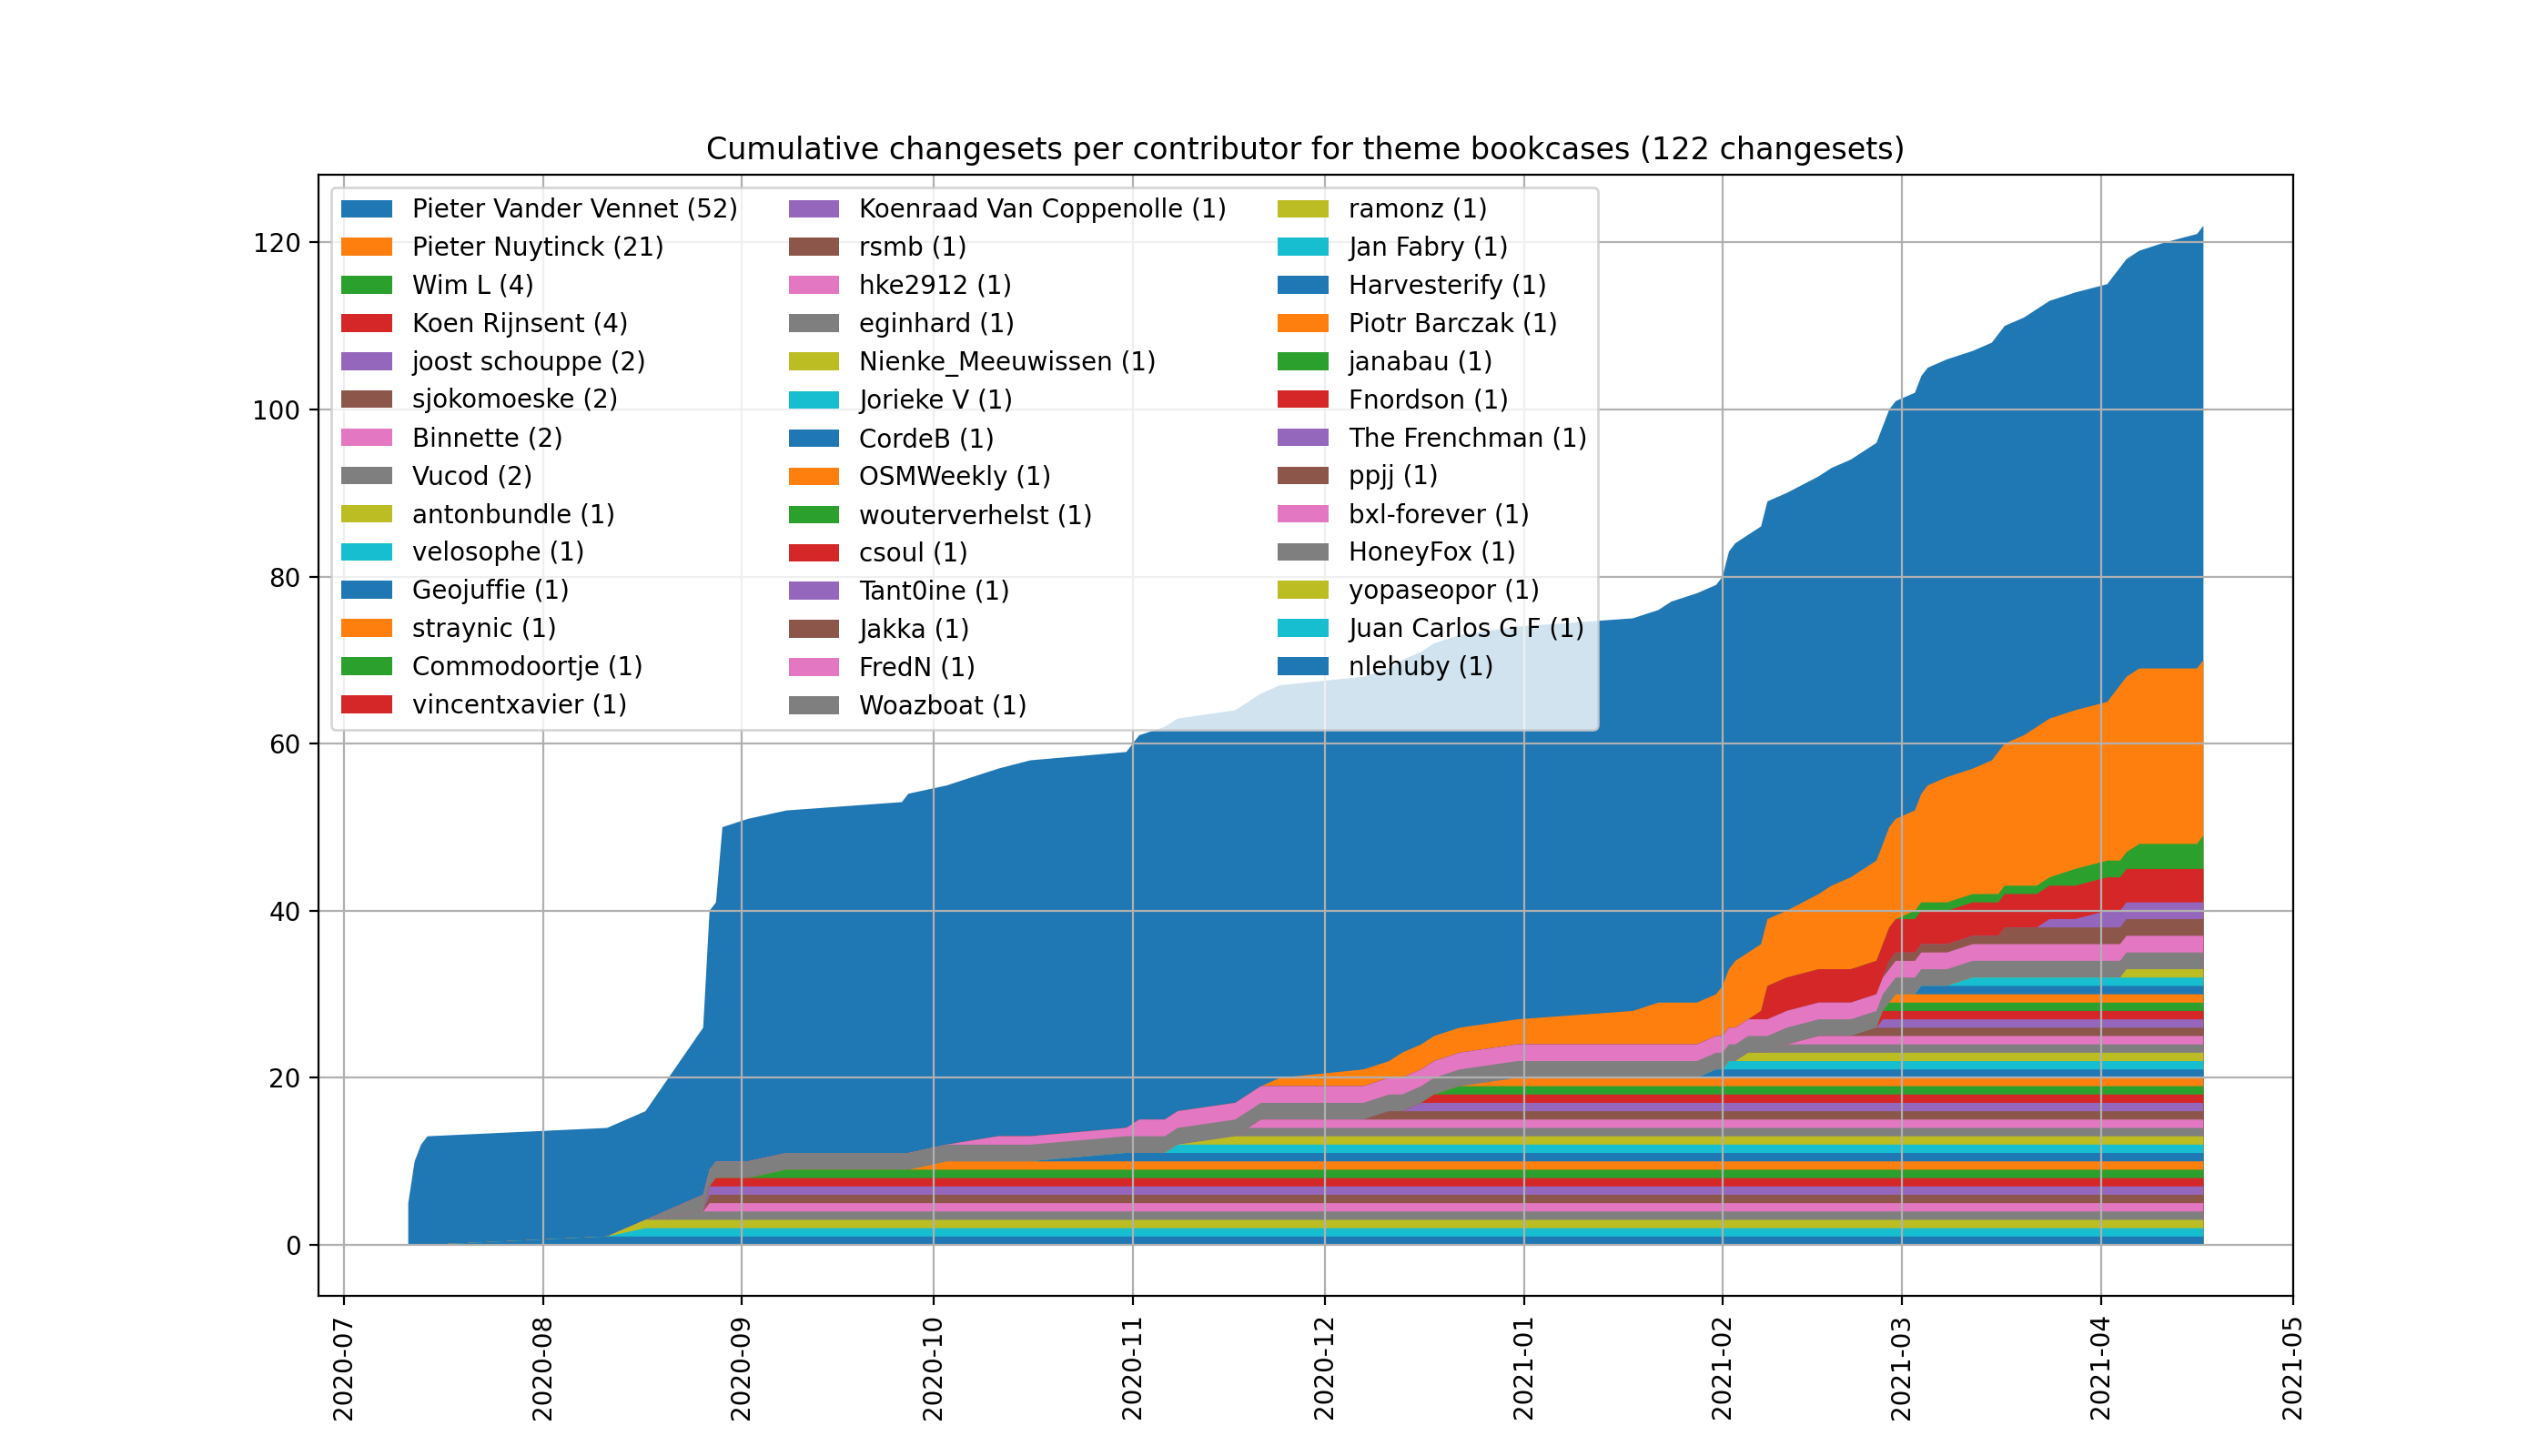 Cumulative changesets per contributor for theme bookcases (122 changesets)
Pieter Vander Vennet (52)
Pieter Nuytinck (21)
Wim L (4)
Koen Rijnsent (4)
joost schouppe (2)
sjokomoeske (2)
Binnette (2)
Vucod (2)
antonbundle (1)
velosophe (1)
Geojuffie (1)
straynic (1)
Commodoortje (1)
vincentxavier (1)
Koenraad Van Coppenolle (1)
rsmb (1)
hke2912 (1)
eginhard (1)
Nienke_Meeuwissen (1)
Jorieke V (1)
CordeB (1)
OSMWeekly (1)
wouterverhelst (1)
csoul (1)
Tant0ine (1)
Jakka (1)
FredN (1)
Woazboat (1)
ramonz (1)
Jan Fabry (1)
Harvesterify (1)
Piotr Barczak (1)
janabau (1)
Fnordson (1)
The Frenchman (1)
ppjj (1)
bxl-forever (1)
HoneyFox (1)
yopaseopor (1)
Juan Carlos G F (1)
nlehuby (1)
120
100
80
60
40
20
0
2020-07
2020-08
2020-09
2020-10
2020-11
2020-12
2021-01
2021-02
2021-03
2021-04
2021-05